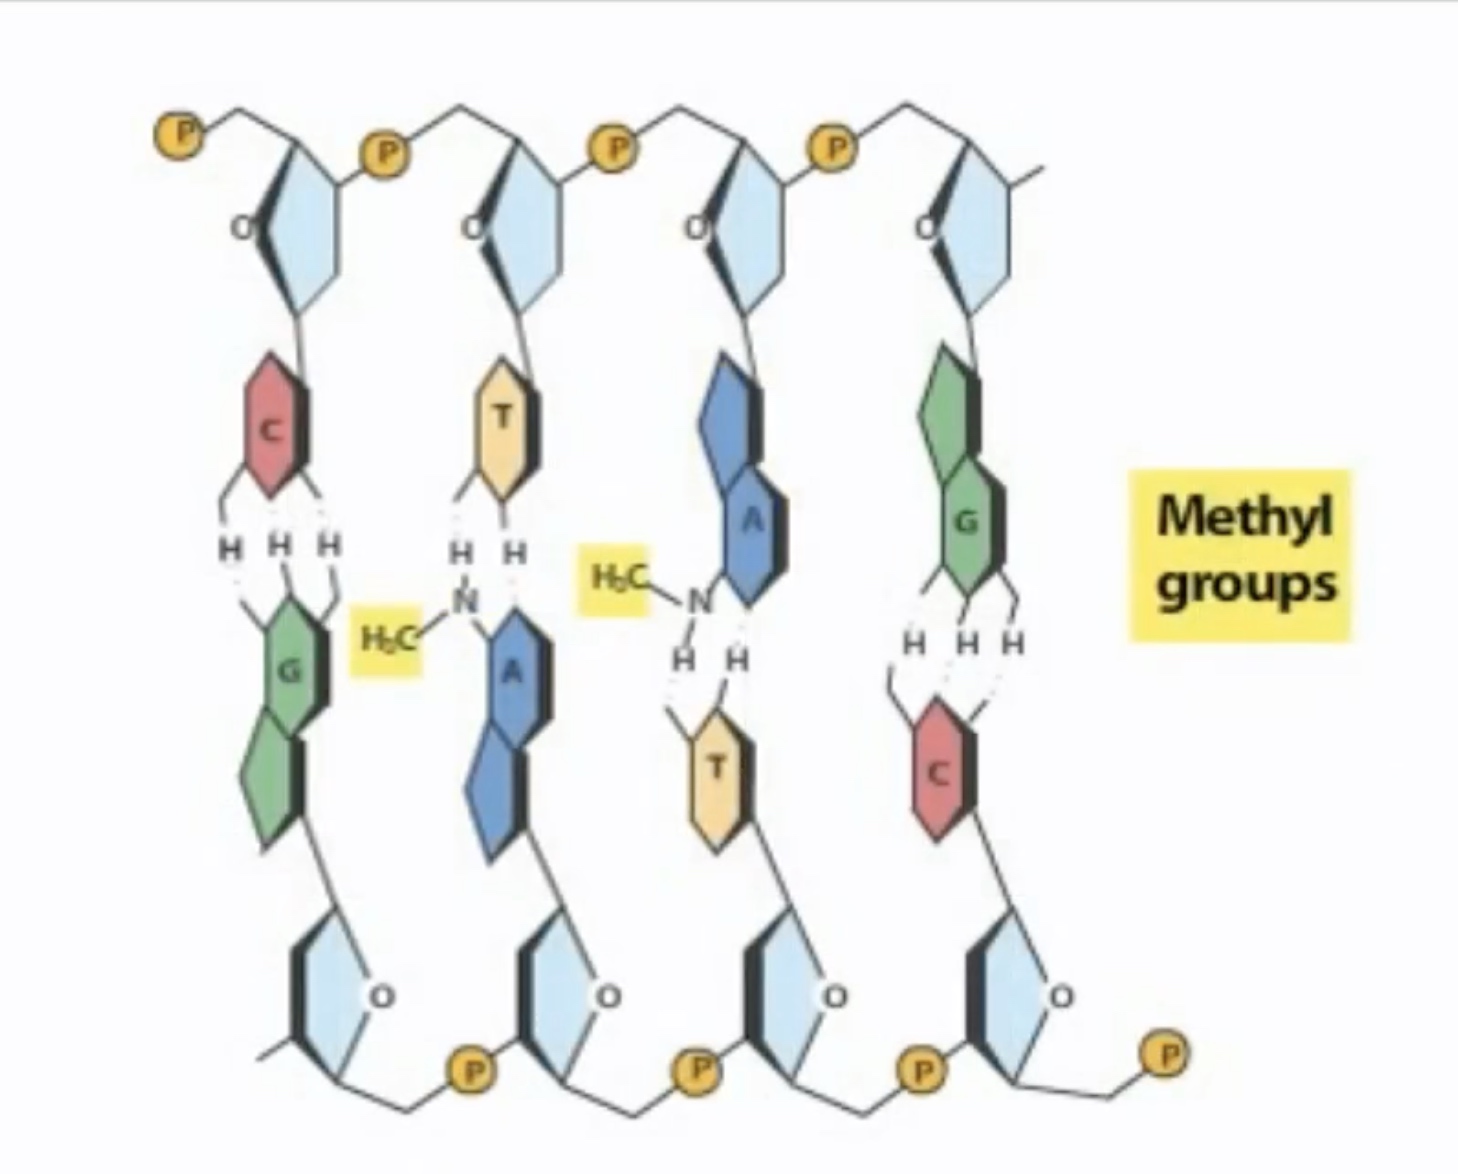 P P P P
O O O O
C T A G
H H H H H H₃C N
H₃C N H H H H H
G A T C
Methyl
groups
O O O O
P P P P